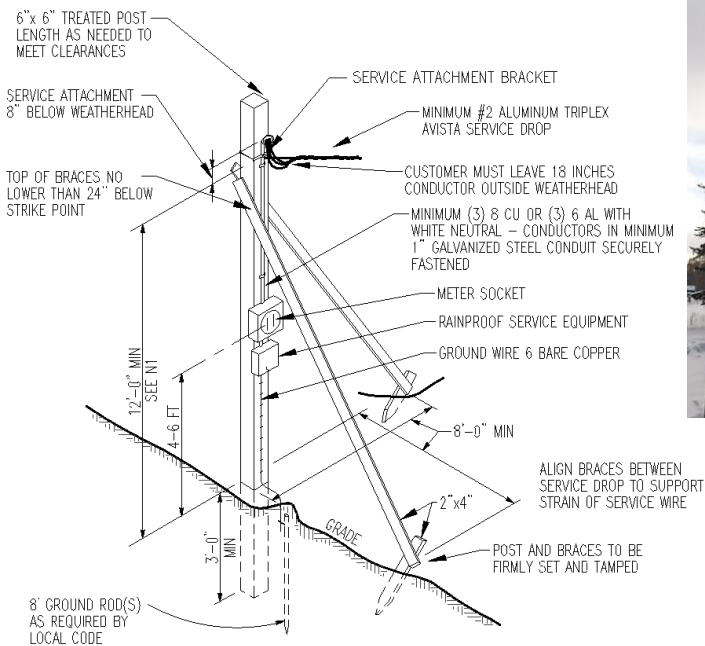 6"x 6" TREATED POST
LENGTH AS NEEDED TO
MEET CLEARANCES
SERVICE ATTACHMENT
8" BELOW WEATHERHEAD
TOP OF BRACES NO
LOWER THAN 24" BELOW
STRIKE POINT
SERVICE ATTACHMENT BRACKET
MINIMUM #2 ALUMINUM TRIPLEX
AVISTA SERVICE DROP
CUSTOMER MUST LEAVE 18 INCHES
CONDUCTOR OUTSIDE WEATHERHEAD
MINIMUM (3) 8 CU OR (3) 6 AL WITH
WHITE NEUTRAL – CONDUCTORS IN MINIMUM
1" GALVANIZED STEEL CONDUIT SECURELY
FASTENED
METER SOCKET
RAINPROOF SERVICE EQUIPMENT
GROUND WIRE 6 BARE COPPER
12'-0" MIN
SEE N1
4-6 FT
8'-0" MIN
ALIGN BRACES BETWEEN
SERVICE DROP TO SUPPORT
STRAIN OF SERVICE WIRE
2"x4"
GRADE
3'-0"
MIN
POST AND BRACES TO BE
FIRMLY SET AND TAMPED
8' GROUND ROD(S)
AS REQUIRED BY
LOCAL CODE